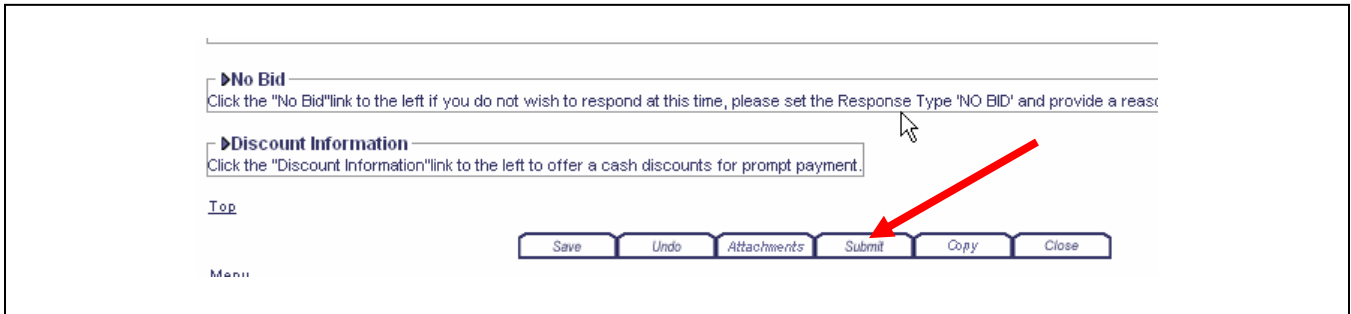 No Bid
Click the "No Bid"link to the left if you do not wish to respond at this time, please set the Response Type 'NO BID' and provide a reaso
Discount Information
Click the "Discount Information"link to the left to offer a cash discounts for prompt payment.
Top
Save Undo Attachments Submit Copy Close
Menu